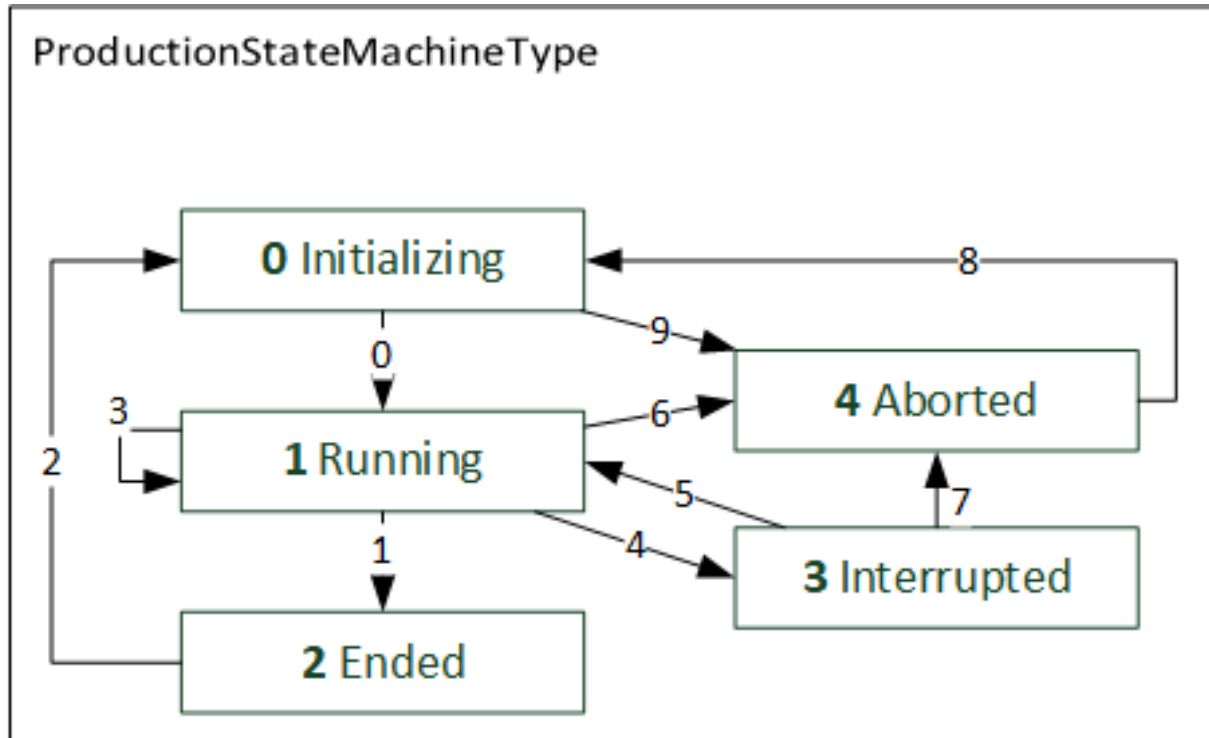 ProductionStateMachineType
0 Initializing
8
9
0
4 Aborted
3
6
1 Running
2
5
7
4
1
3 Interrupted
2 Ended